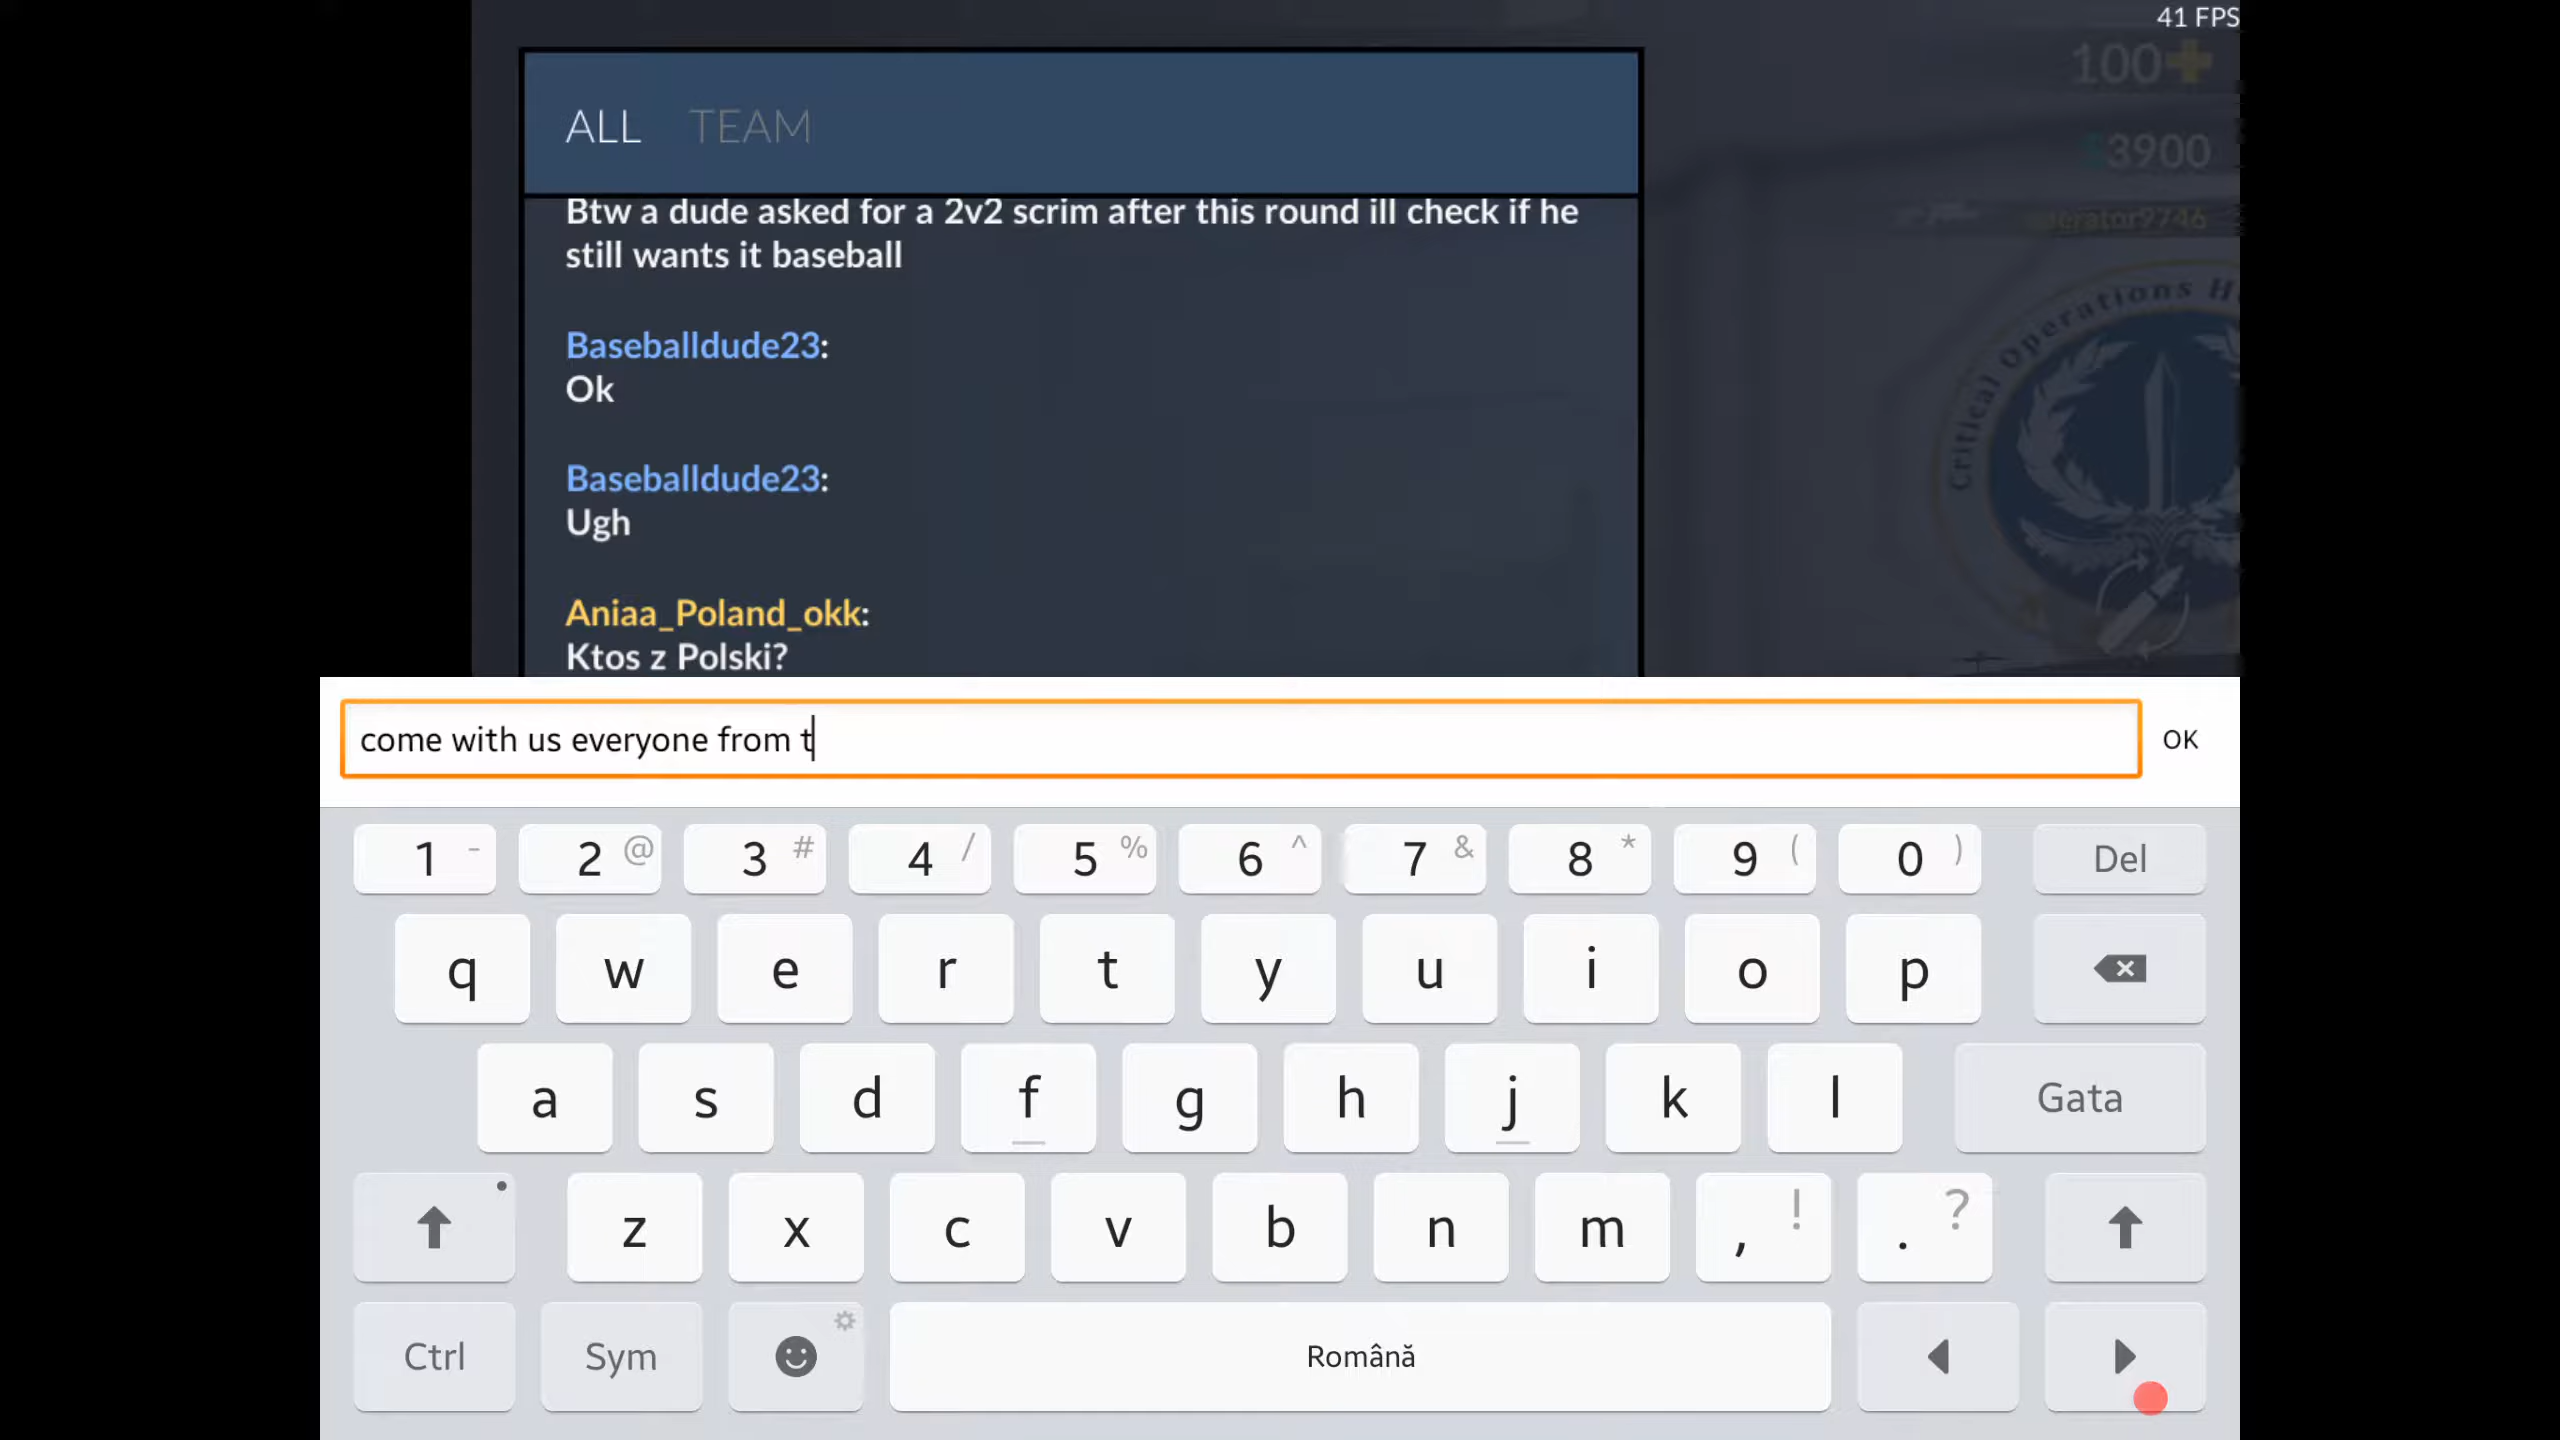 41 FPS
100
$3900
ALL TEAM
Btw a dude asked for a 2v2 scrim after this round ill check if he
still wants it baseball
Baseballdude23:
Ok
Baseballdude23:
Ugh
Aniaa_Poland_okk:
Ktos z Polski?
Critical Operations
come with us everyone from t
OK
1 - 2 @ 3 # 4 / 5 % 6 ^ 7 & 8 * 9 ( 0 ) Del
q w e r t y u i o p
a s d f g h j k l Gata
z x c v b n m , ! . ?
Ctrl Sym Română